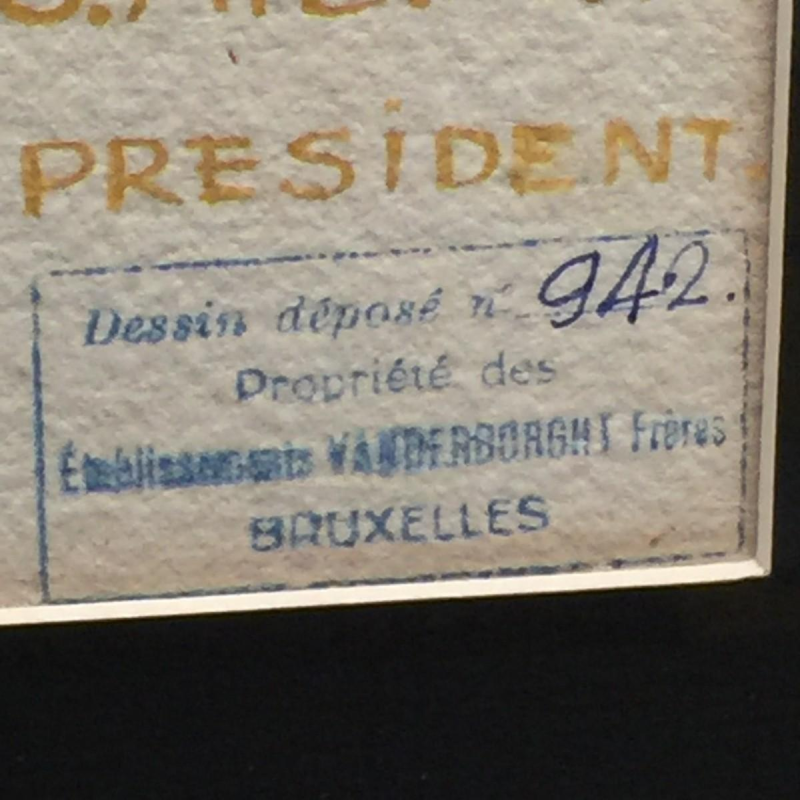 PRESiDENT.
Dessin déposé n° 942.
Propriété des
Établissements VANDERBORGHT Frères
BRUXELLES